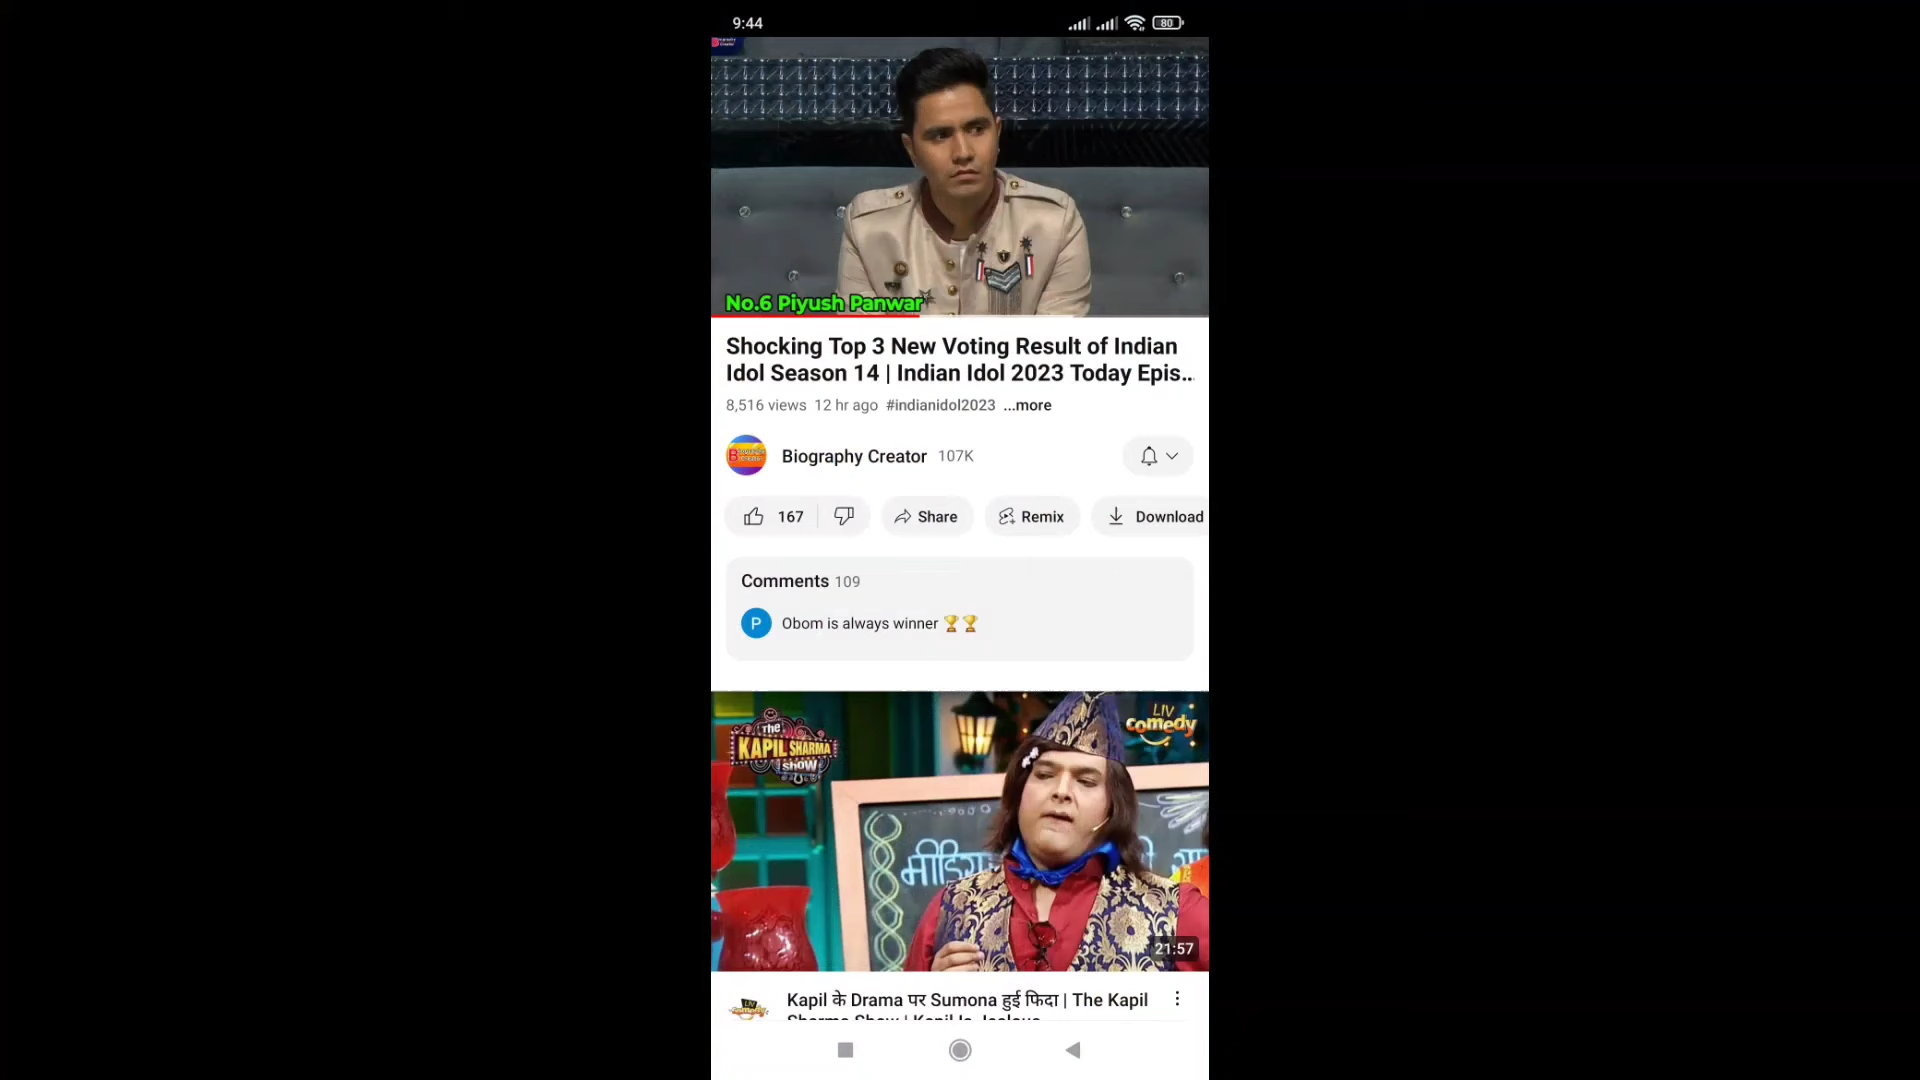 9:44
80
No.6 Piyush Panwar
Shocking Top 3 New Voting Result of Indian
Idol Season 14 | Indian Idol 2023 Today Epis...
8,516 views 12 hr ago #indianidol2023 ...more
Biography Creator 107K
167 Share Remix Download
Comments 109
P Obom is always winner 🏆🏆
The
KAPIL SHARMA
Show
LIV
comedy
21:57
Kapil के Drama पर Sumona हुई फिदा | The Kapil